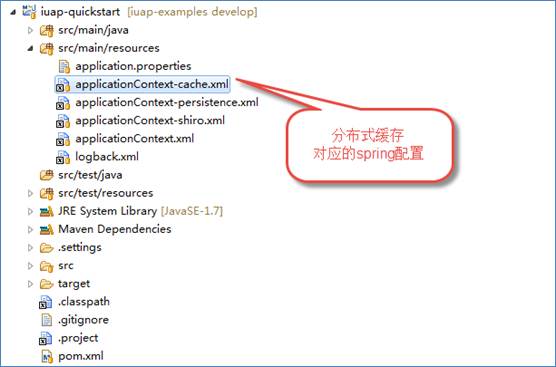 iuap-quickstart [iuap-examples develop]
src/main/java
src/main/resources
application.properties
applicationContext-cache.xml
applicationContext-persistence.xml
applicationContext-shiro.xml
applicationContext.xml
logback.xml
src/test/java
src/test/resources
JRE System Library [JavaSE-1.7]
Maven Dependencies
.settings
src
target
.classpath
.gitignore
.project
pom.xml
分布式缓存
对应的spring配置